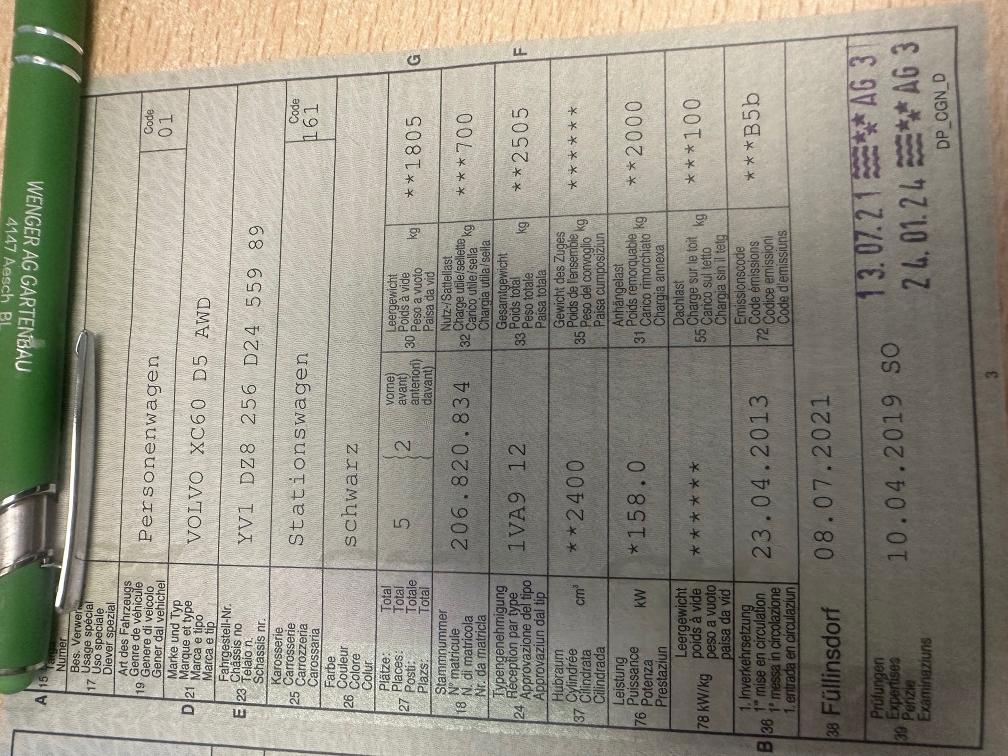 WENGER AG GARTENBAU
4147 Aesch BL
A 15
Numer
17 Usage spécial
Uso speciale
Diever spezial
Art des Fahrzeugs
19 Genre de véhicule
Genere di veicolo
Gener dal vehichel
Personenwagen
Code
01
Marke und Typ
D 21 Marque et type
Marca e tipo
Marca e tip
VOLVO XC60 D5 AWD
Fahrgestell-Nr.
E 23 Châssis no
Telaio n.
Schassis nr.
YV1 DZ8 256 D24 559 89
Karosserie
25 Carrosserie
Carrozzeria
Carossaria
Stationswagen
Code
161
Farbe
26 Couleur
Colore
Colur
schwarz
Plätze: Total
27 Places: Total
Posti: Totale
Plazs: Total
5
2
vorne)
avant)
anteriori)
davant)
Leergewicht
30 Poids à vide kg
Peso a vuoto
Paisa da vid
**1805
G
Stammnummer
18 N° matricule
N. di matricola
Nr. da matricla
206.820.834
Nutz-/Sattellast
32 Charge utile/sellette kg
Carico utile/sella
Chargia utila/sella
***700
Typengenehmigung
24 Réception par type
Approvazione del tipo
Approvaziun dal tip
1VA9 12
Gesamtgewicht
33 Poids total kg
Peso totale
Paisa totala
**2505
F
Hubraum
37 Cylindrée cm³
Cilindrata
Cilindrada
**2400
Gewicht des Zuges
35 Poids de l'ensemble kg
Peso del convoglio
Paisa cumposiziun
******
Leistung
76 Puissance kW
Potenza
Prestaziun
*158.0
Anhängelast
31 Poids remorquable kg
Carico rimorchiato
Chargia annexa
**2000
Leergewicht
78 kW/kg poids à vide
peso a vuoto
paisa da vid
******
Dachlast
55 Charge sur le toit kg
Carico sul tetto
Chargia sin il tetg
***100
1. Inverkehrsetzung
B 36 1re mise en circulation
1a messa in circolazione
1. entrada en circulaziun
23.04.2013
Emissionscode
72 Code émissions
Codice emissioni
Code d'emissiuns
***B5b
38 Füllinsdorf 08.07.2021
Prüfungen
39 Expertises
Perizie
Examinaziuns
10.04.2019 SO
13.07.21 AG 3
24.01.24 AG 3
DP_CGN_D
3